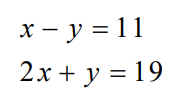 x − y = 11
2x + y = 19